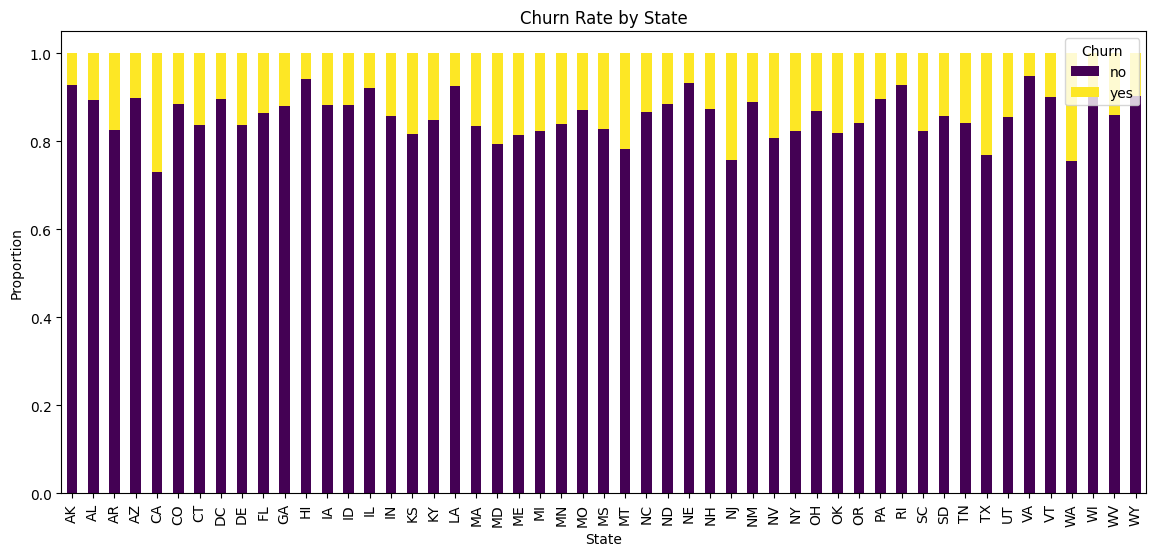 Churn Rate by State
Churn
no
yes
Proportion
1.0
0.8
0.6
0.4
0.2
0.0
AK AL AR AZ CA CO CT DC DE FL GA HI IA ID IL IN KS KY LA MA MD ME MI MN MO MS MT NC ND NE NH NJ NM NV NY OH OK OR PA RI SC SD TN TX UT VA VT WA WI WV WY
State